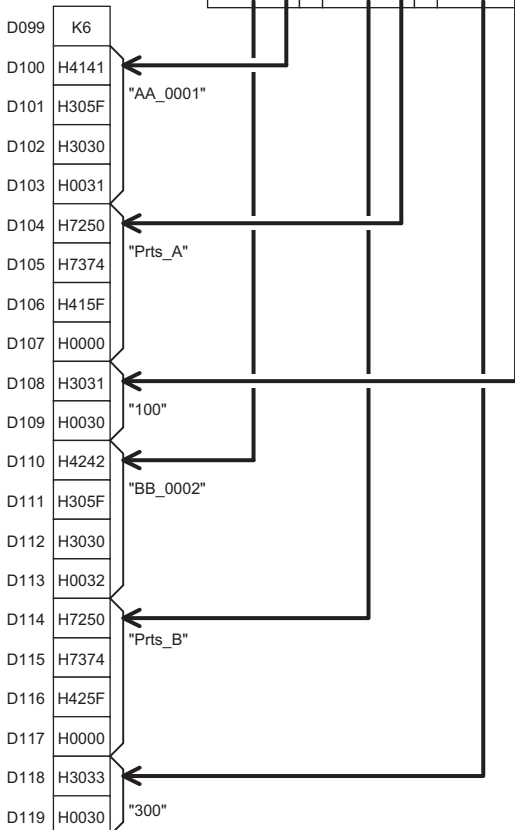 D099 K6
D100 H4141
"AA_0001"
D101 H305F
D102 H3030
D103 H0031
D104 H7250
"Prts_A"
D105 H7374
D106 H415F
D107 H0000
D108 H3031
"100"
D109 H0030
D110 H4242
"BB_0002"
D111 H305F
D112 H3030
D113 H0032
D114 H7250
"Prts_B"
D115 H7374
D116 H425F
D117 H0000
D118 H3033
"300"
D119 H0030